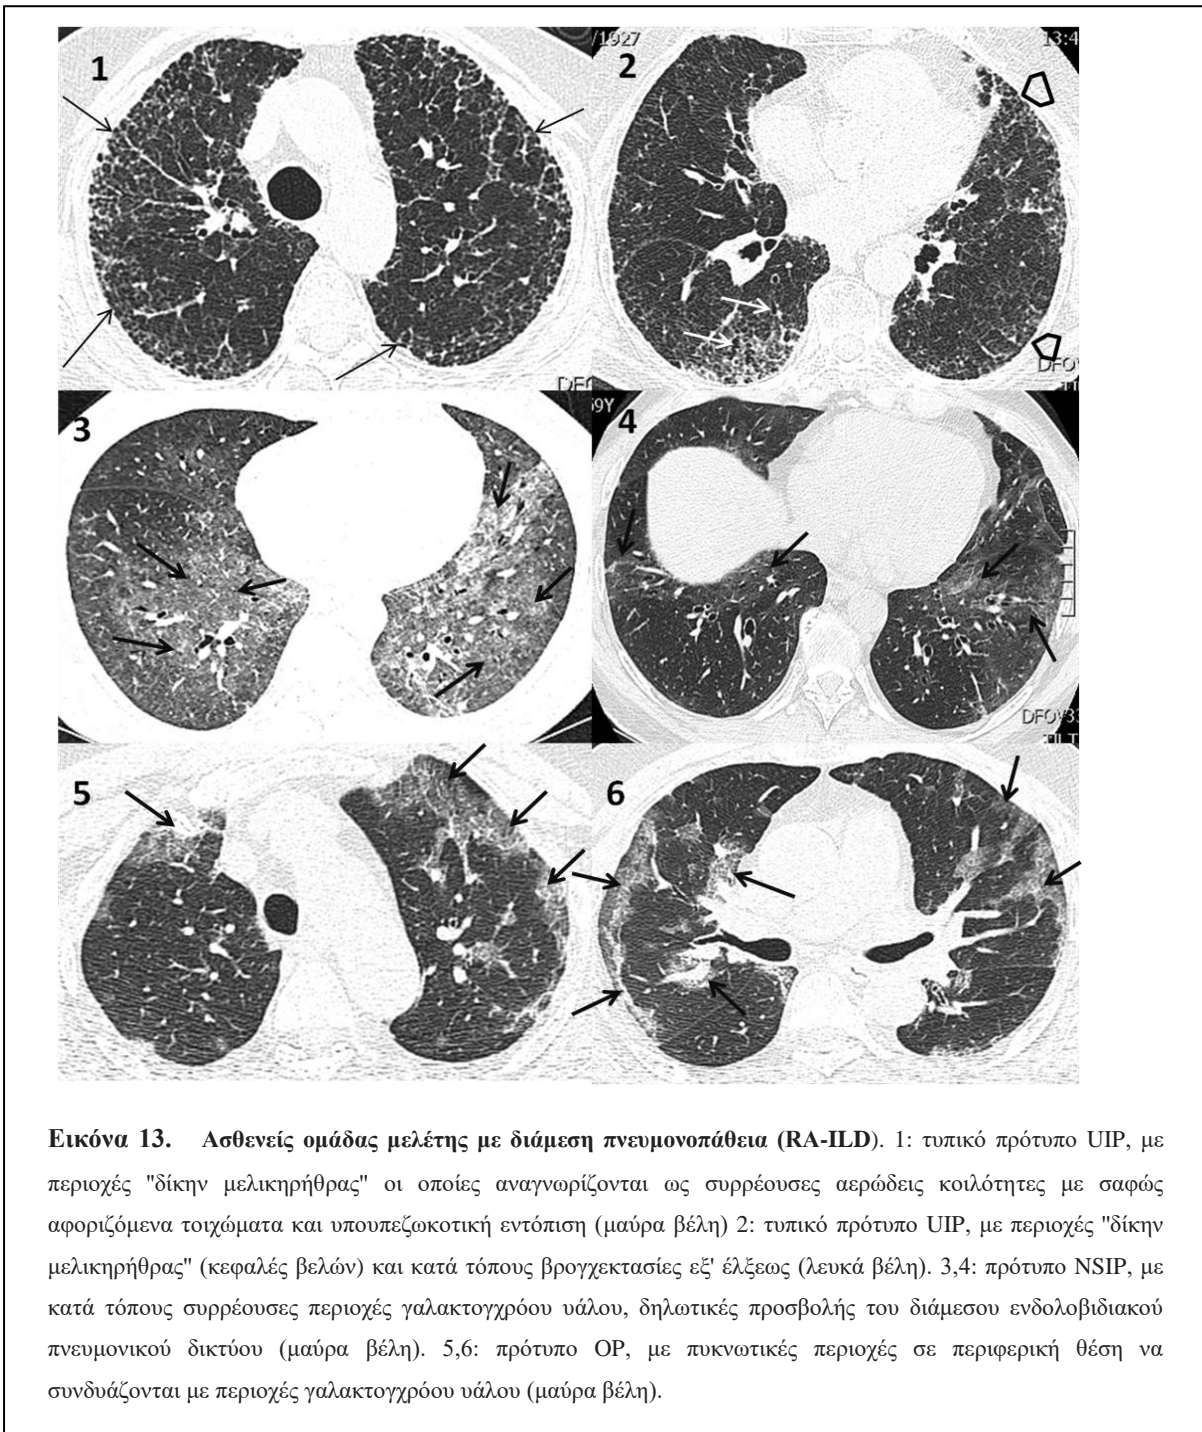 1
/1927
13:4
2
DFO
3
9Y
4
DFOV
5
6
Εικόνα 13. Ασθενείς ομάδας μελέτης με διάμεση πνευμονοπάθεια (RA-ILD). 1: τυπικό πρότυπο UIP, με
περιοχές "δίκην μελικηρήθρας" οι οποίες αναγνωρίζονται ως συρρέουσες αερώδεις κοιλότητες με σαφώς
αφοριζόμενα τοιχώματα και υπουπεζωκοτική εντόπιση (μαύρα βέλη) 2: τυπικό πρότυπο UIP, με περιοχές "δίκην
μελικηρήθρας" (κεφαλές βελών) και κατά τόπους βρογχεκτασίες εξ' έλξεως (λευκά βέλη). 3,4: πρότυπο NSIP, με
κατά τόπους συρρέουσες περιοχές γαλακτογχρόου υάλου, δηλωτικές προσβολής του διάμεσου ενδολοβιδιακού
πνευμονικού δικτύου (μαύρα βέλη). 5,6: πρότυπο OP, με πυκνωτικές περιοχές σε περιφερική θέση να
συνδυάζονται με περιοχές γαλακτογχρόου υάλου (μαύρα βέλη).